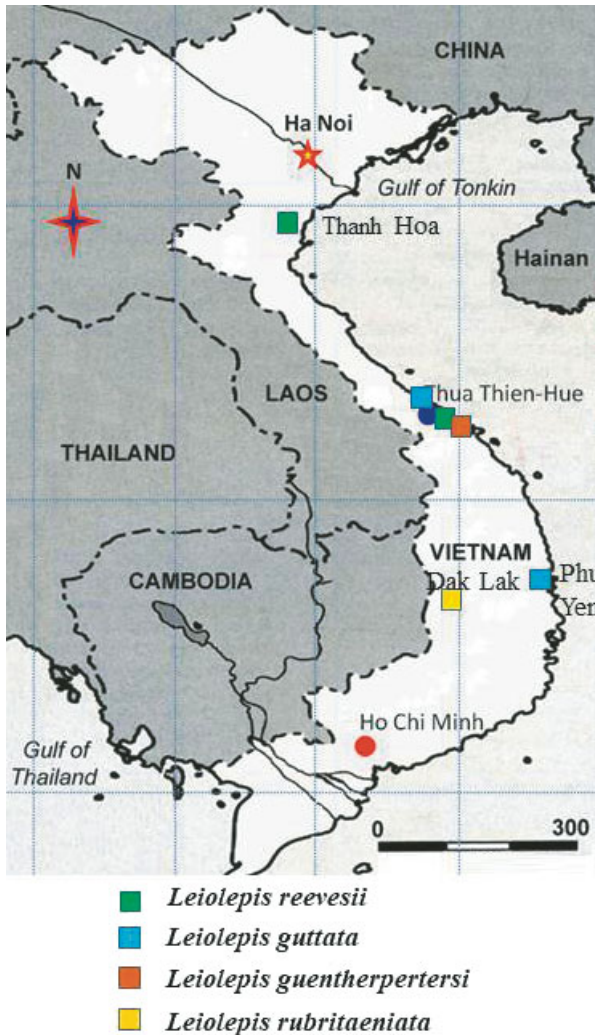 CHINA
Ha Noi
N
Gulf of Tonkin
Thanh Hoa
Hainan
Thua Thien-Hue
LAOS
THAILAND
VIETNAM
CAMBODIA
Dak Lak
Phu
Yen
Ho Chi Minh
Gulf of
Thailand
0 300
Leiolepis reevesii
Leiolepis guttata
Leiolepis guentherpertersi
Leiolepis rubritaeniata